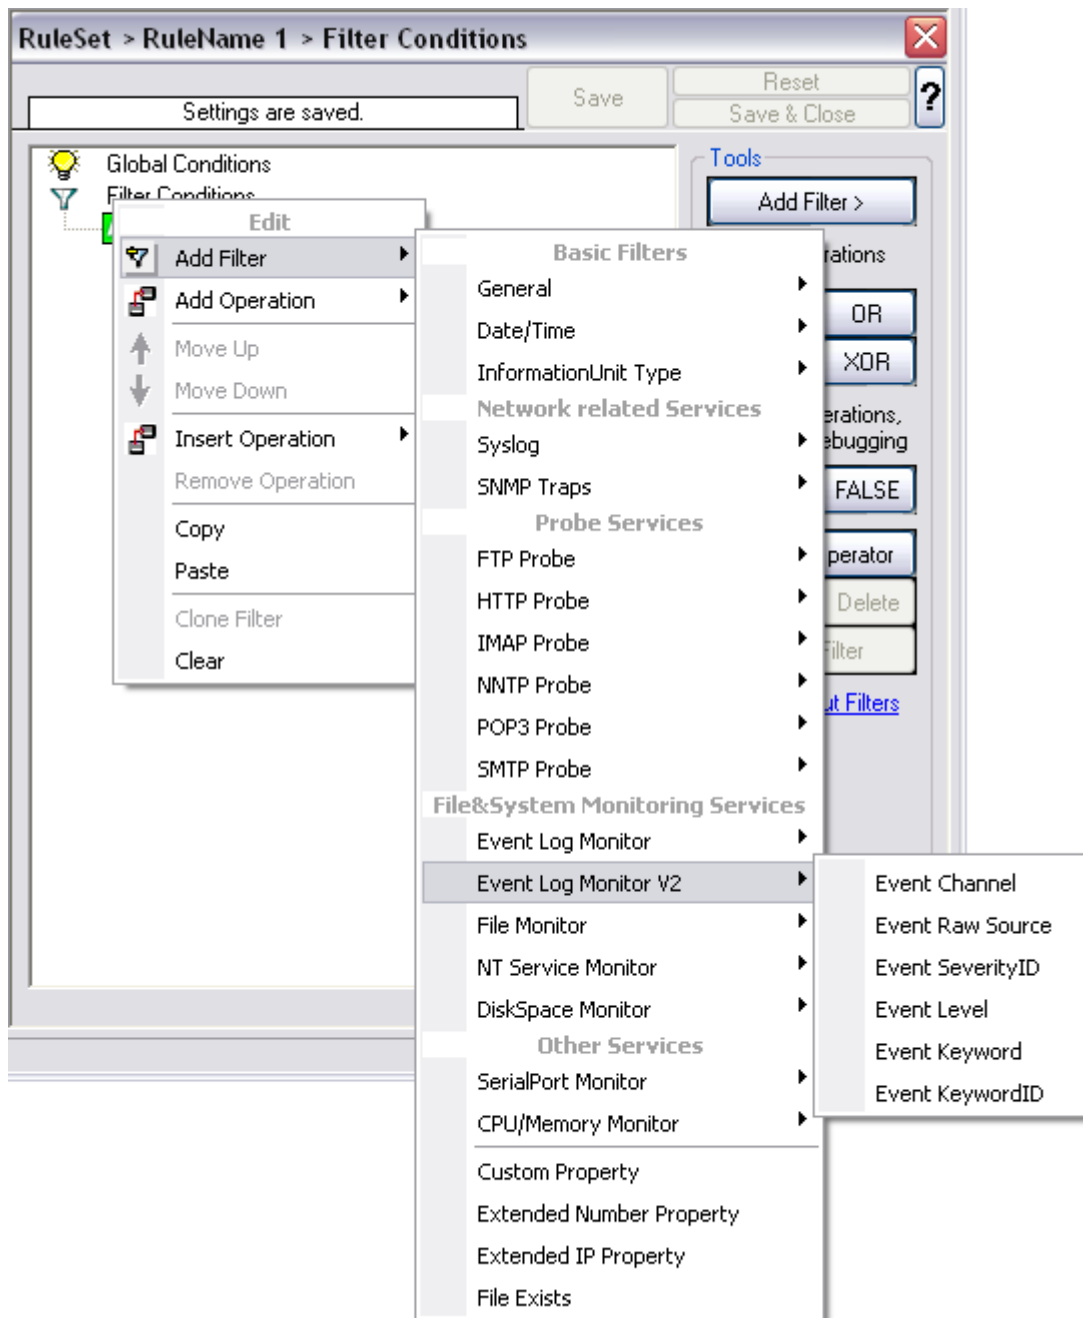 RuleSet > RuleName 1 > Filter Conditions
Settings are saved.
Save
Reset
Save & Close
?
Global Conditions
Filter Conditions
Tools
Add Filter >
OR
XOR
FALSE
Delete
Edit
Add Filter
Add Operation
Move Up
Move Down
Insert Operation
Remove Operation
Copy
Paste
Clone Filter
Clear
Basic Filters
General
Date/Time
InformationUnit Type
Network related Services
Syslog
SNMP Traps
Probe Services
FTP Probe
HTTP Probe
IMAP Probe
NNTP Probe
POP3 Probe
SMTP Probe
File&System Monitoring Services
Event Log Monitor
Event Log Monitor V2
File Monitor
NT Service Monitor
DiskSpace Monitor
Other Services
SerialPort Monitor
CPU/Memory Monitor
Custom Property
Extended Number Property
Extended IP Property
File Exists
Event Channel
Event Raw Source
Event SeverityID
Event Level
Event Keyword
Event KeywordID